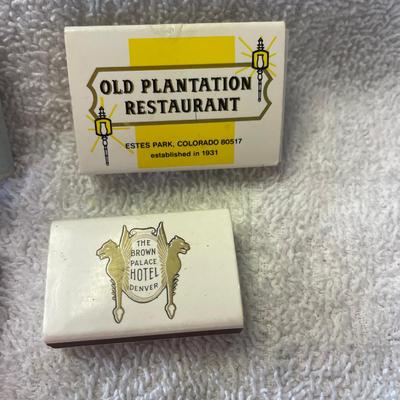 OLD PLANTATION
RESTAURANT
ESTES PARK, COLORADO 80517
established in 1931
THE
BROWN
PALACE
HOTEL
DENVER